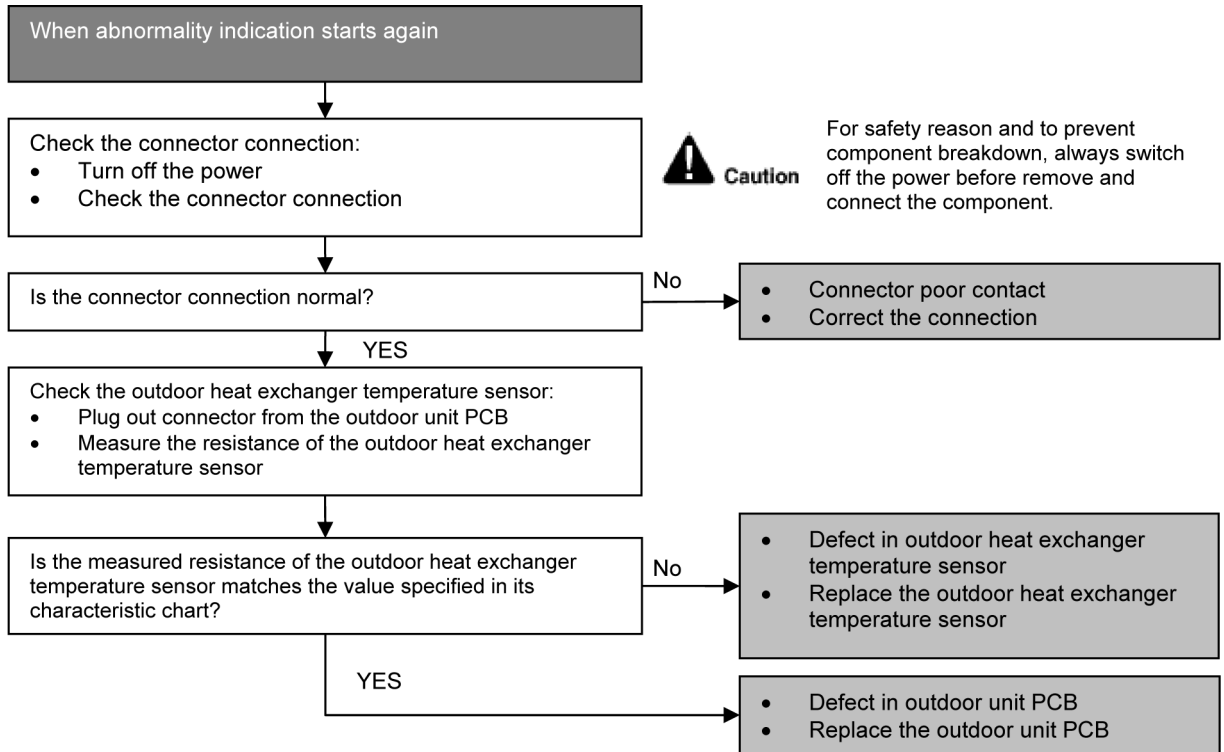 When abnormality indication starts again
Check the connector connection:
• Turn off the power
• Check the connector connection
Caution
For safety reason and to prevent
component breakdown, always switch
off the power before remove and
connect the component.
Is the connector connection normal?
No
• Connector poor contact
• Correct the connection
YES
Check the outdoor heat exchanger temperature sensor:
• Plug out connector from the outdoor unit PCB
• Measure the resistance of the outdoor heat exchanger
temperature sensor
Is the measured resistance of the outdoor heat exchanger
temperature sensor matches the value specified in its
characteristic chart?
No
• Defect in outdoor heat exchanger
temperature sensor
• Replace the outdoor heat exchanger
temperature sensor
YES
• Defect in outdoor unit PCB
• Replace the outdoor unit PCB